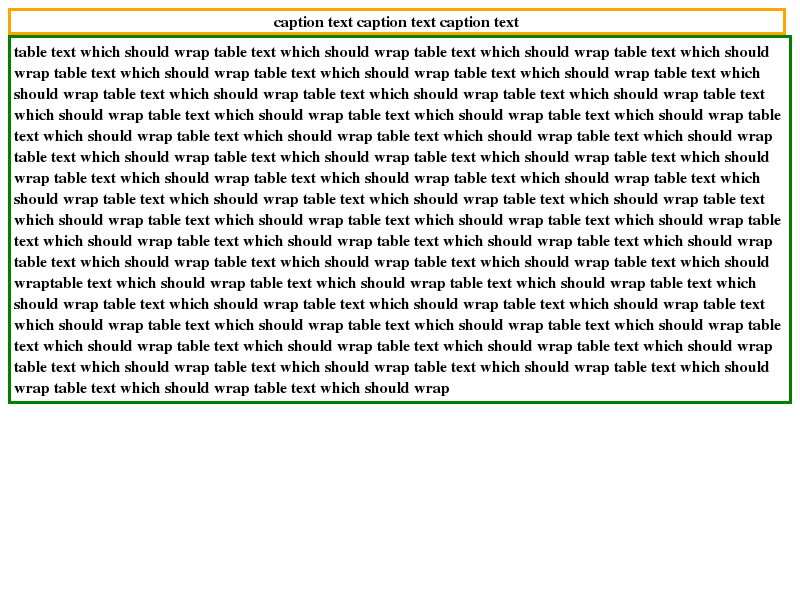 caption text caption text caption text
table text which should wrap table text which should wrap table text which should wrap table text which should
wrap table text which should wrap table text which should wrap table text which should wrap table text which
should wrap table text which should wrap table text which should wrap table text which should wrap table text
which should wrap table text which should wrap table text which should wrap table text which should wrap table
text which should wrap table text which should wrap table text which should wrap table text which should wrap
table text which should wrap table text which should wrap table text which should wrap table text which should
wrap table text which should wrap table text which should wrap table text which should wrap table text which
should wrap table text which should wrap table text which should wrap table text which should wrap table text
which should wrap table text which should wrap table text which should wrap table text which should wrap table
text which should wrap table text which should wrap table text which should wrap table text which should wrap
table text which should wrap table text which should wrap table text which should wrap table text which should
wraptable text which should wrap table text which should wrap table text which should wrap table text which
should wrap table text which should wrap table text which should wrap table text which should wrap table text
which should wrap table text which should wrap table text which should wrap table text which should wrap table
text which should wrap table text which should wrap table text which should wrap table text which should wrap
table text which should wrap table text which should wrap table text which should wrap table text which should
wrap table text which should wrap table text which should wrap